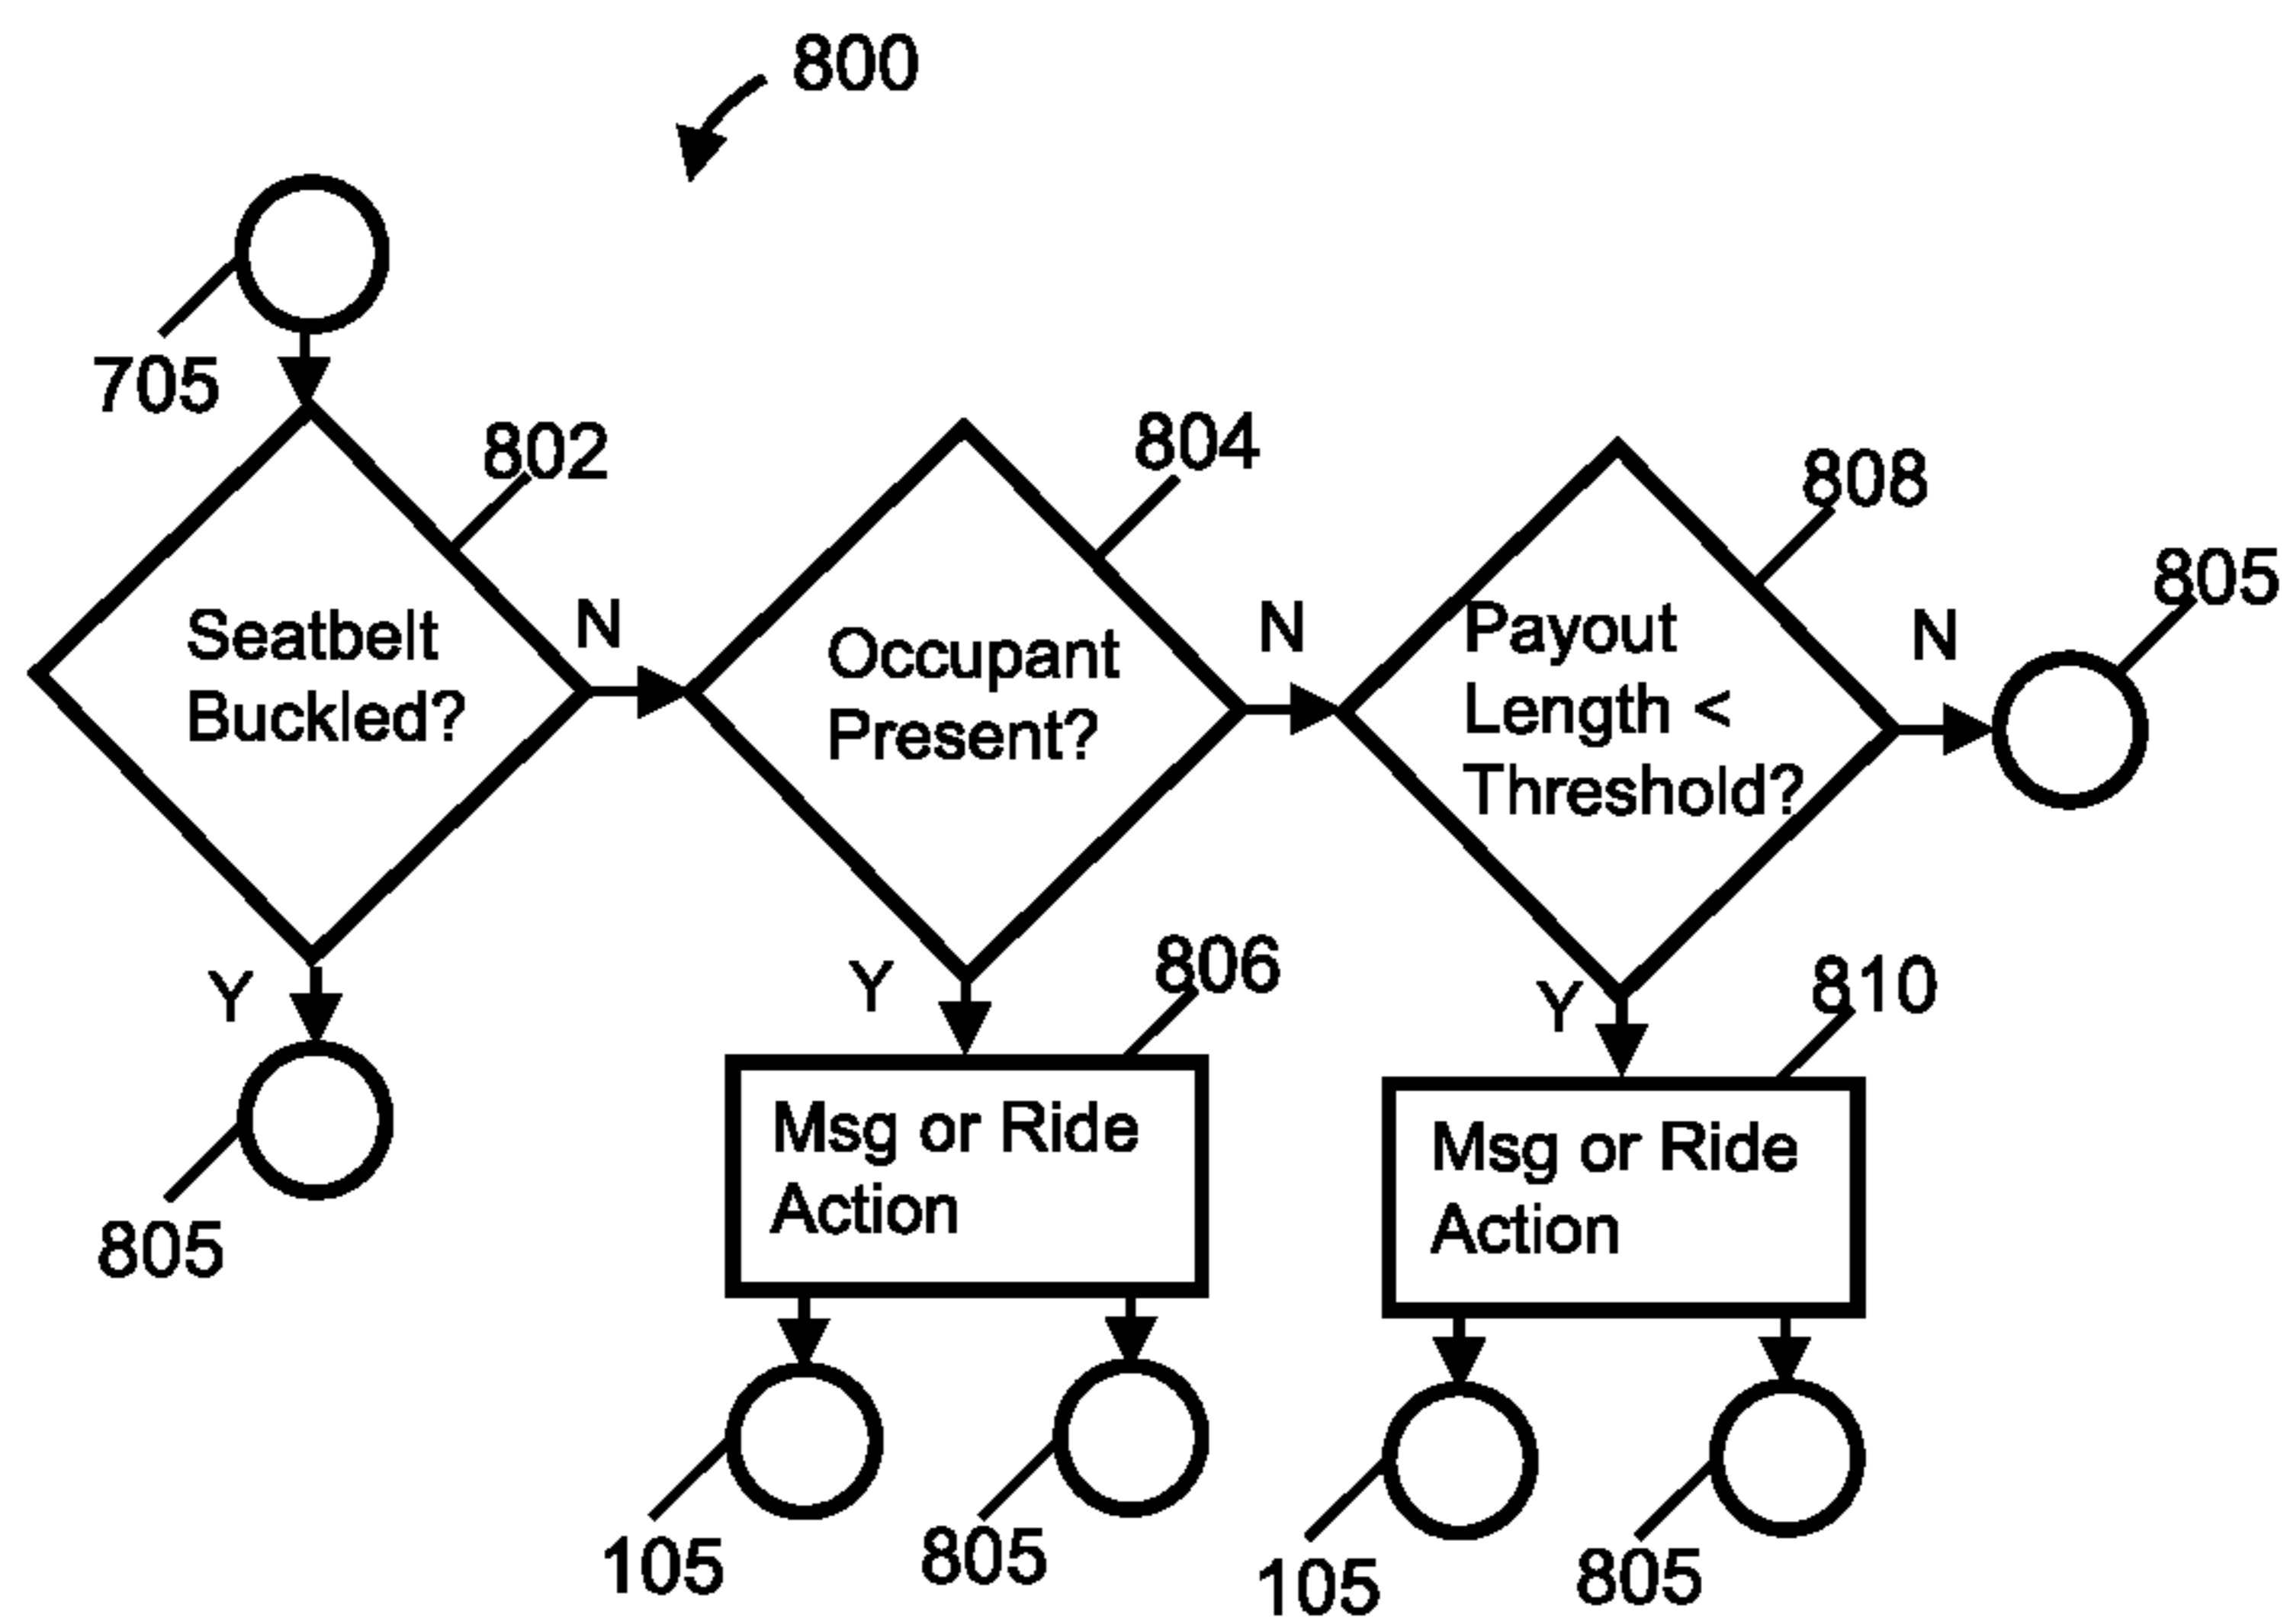 800
705
802
804
808
805
Seatbelt
Buckled?
N
Occupant
Present?
N
Payout
Length <
Threshold?
N
Y
805
Y
806
Msg or Ride
Action
105
805
Y
810
Msg or Ride
Action
105
805